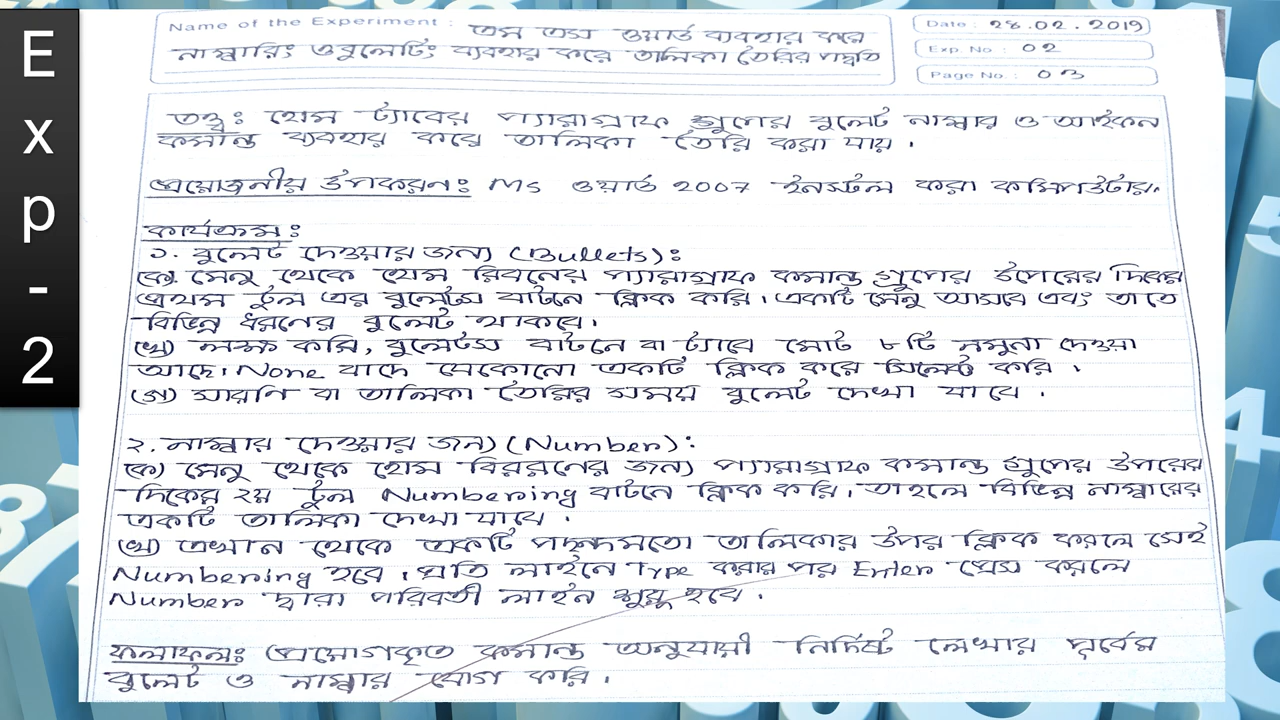 Exp-2
Name of the Experiment : এম এস ওয়ার্ড ব্যবহার করে
নাম্বারিং ও বুলেটিং ব্যবহার করে তালিকা তৈরির পদ্ধতি
Date : 28.02.2019
Exp. No : 02
Page No. : 03
তত্ত্ব: হোম ট্যাবের প্যারাগ্রাফ গ্রুপের বুলেট নাম্বার ও আইকন
কমান্ড ব্যবহার করে তালিকা তৈরি করা যায়।
প্রয়োজনীয় উপকরন: Ms ওয়ার্ড 2007 ইনস্টল করা কম্পিউটার।
কার্যক্রম:
১. বুলেট দেওয়ার জন্য (Bullets):
(ক) মেনু থেকে হোম রিবনের প্যারাগ্রাফ কমান্ড গ্রুপের উপরের দিকের
প্রথম টুল এর বুলেটস বাটনে ক্লিক করি। একটি মেনু আসবে এবং তাতে
বিভিন্ন ধরনের বুলেট থাকবে।
(খ) লক্ষ করি, বুলেটস বাটনে বা ট্যাবে মোট ৮টি নমুনা দেওয়া
আছে। None বাদে যেকোনো একটি ক্লিক করে সিলেক্ট করি।
(গ) সারণি বা তালিকা তৈরির সময় বুলেট দেখা যাবে।
২. নাম্বার দেওয়ার জন্য (Number):
(ক) মেনু থেকে হোম বিবরনের জন্য প্যারাগ্রাফ কমান্ড গ্রুপের উপরের
দিকের ২য় টুল Numbering বাটনে ক্লিক করি, তাহলে বিভিন্ন নাম্বারের
একটি তালিকা দেখা যাবে।
(খ) এখান থেকে একটি পছন্দমতো তালিকার উপর ক্লিক করলে সেই
Numbering হবে। প্রতি লাইনে Type করার পর Enter প্রেস করলে
Number দ্বারা পরিবর্তী লাইন শুরু হবে।
ফলাফল: প্রয়োগকৃত কমান্ড অনুযায়ী নির্দিষ্ট লেখার পূর্বে
বুলেট ও নাম্বার যোগ করি।